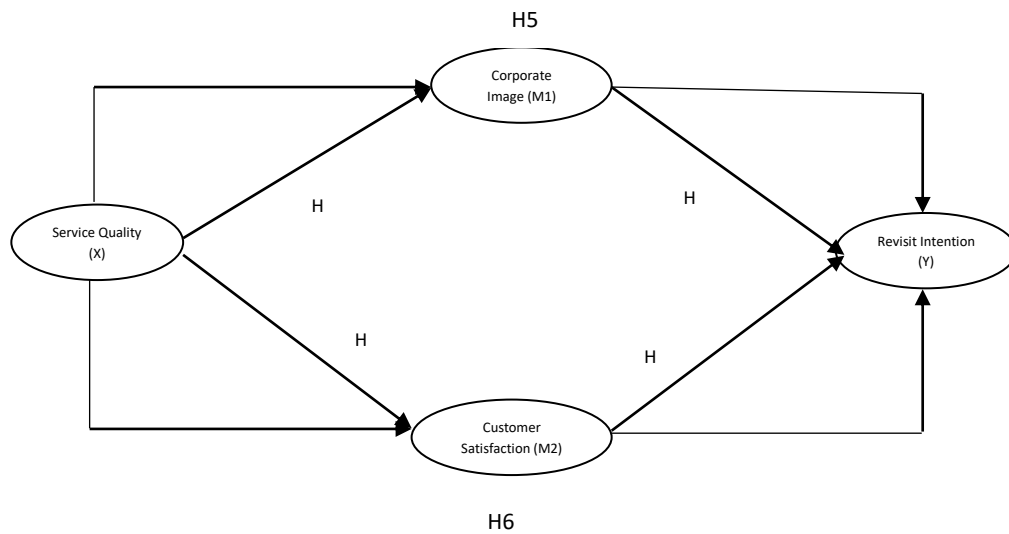 H5
Corporate
Image (M1)
H
H
Service Quality
(X)
Revisit Intention
(Y)
H
H
Customer
Satisfaction (M2)
H6